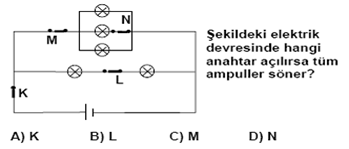 M
N
Şekildeki elektrik
devresinde hangi
anahtar açılırsa tüm
ampuller söner?
L
K
A) K B) L C) M D) N